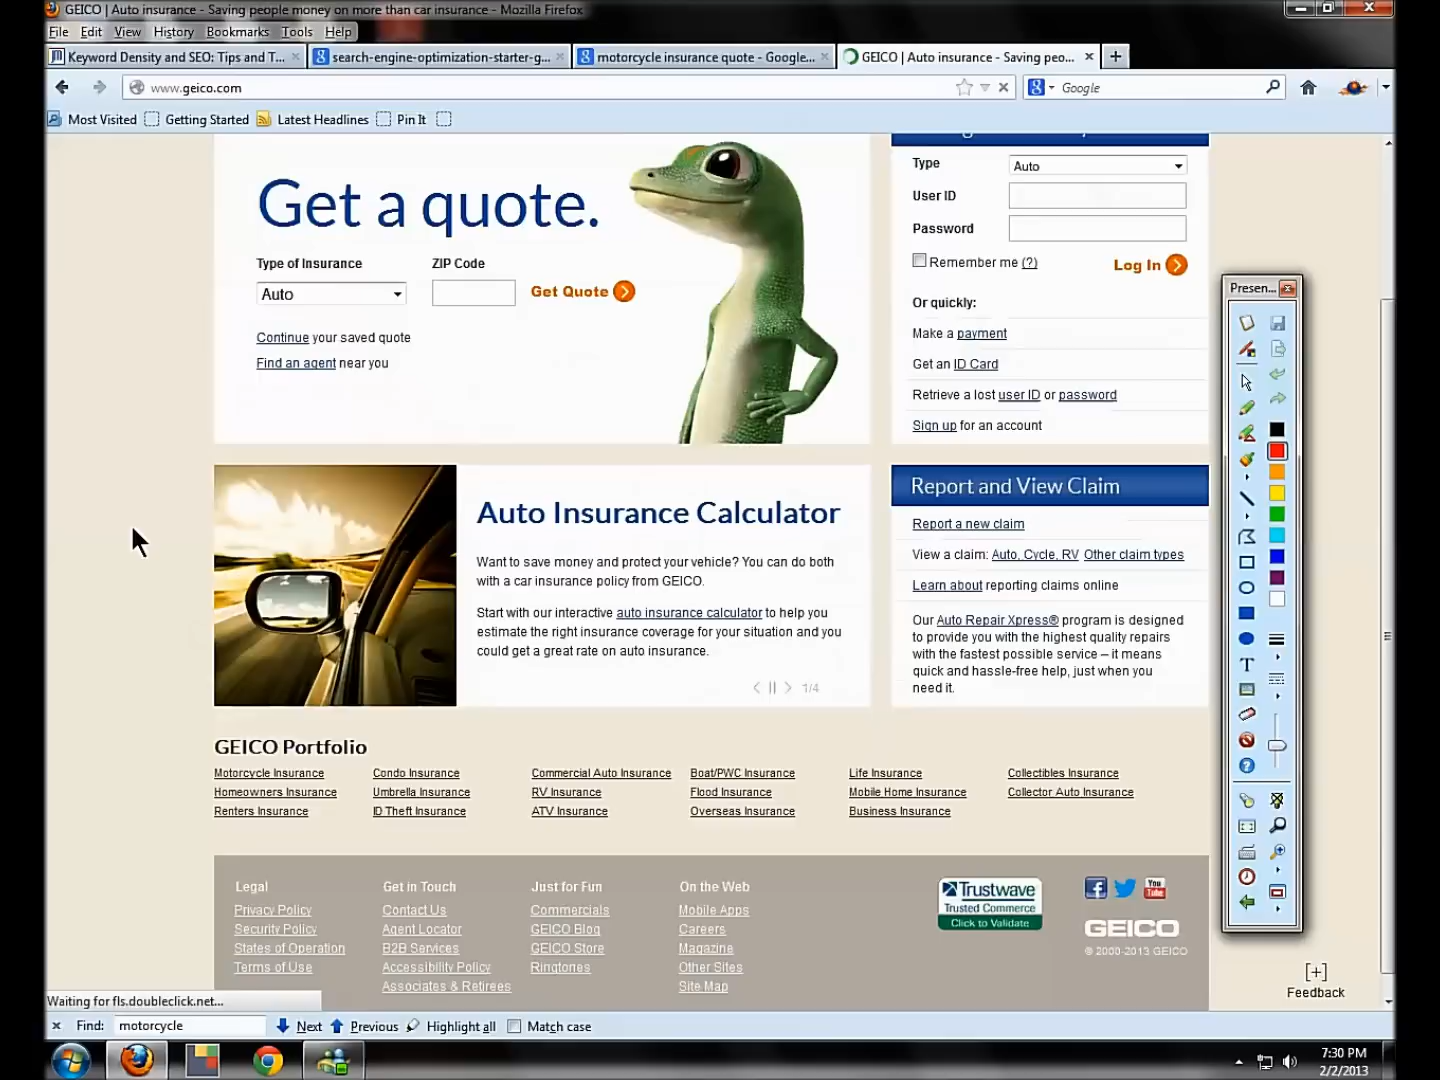 GEICO | Auto insurance - Saving people money on more than car insurance - Mozilla Firefox
File Edit View History Bookmarks Tools Help
Keyword Density and SEO: Tips and T... search-engine-optimization-starter-g... motorcycle insurance quote - Google... GEICO | Auto insurance - Saving peo...
www.geico.com Google
Most Visited Getting Started Latest Headlines Pin It
Get a quote.
Type of Insurance ZIP Code
Auto Get Quote
Continue your saved quote
Find an agent near you
Type Auto
User ID
Password
Remember me (?) Log In
Or quickly:
Make a payment
Get an ID Card
Retrieve a lost user ID or password
Sign up for an account
Presen...
Auto Insurance Calculator
Want to save money and protect your vehicle? You can do both
with a car insurance policy from GEICO.
Start with our interactive auto insurance calculator to help you
estimate the right insurance coverage for your situation and you
could get a great rate on auto insurance.
1/4
Report and View Claim
Report a new claim
View a claim: Auto, Cycle, RV Other claim types
Learn about reporting claims online
Our Auto Repair Xpress® program is designed
to provide you with the highest quality repairs
with the fastest possible service – it means
quick and hassle-free help, just when you
need it.
GEICO Portfolio
Motorcycle Insurance Condo Insurance Commercial Auto Insurance Boat/PWC Insurance Life Insurance Collectibles Insurance
Homeowners Insurance Umbrella Insurance RV Insurance Flood Insurance Mobile Home Insurance Collector Auto Insurance
Renters Insurance ID Theft Insurance ATV Insurance Overseas Insurance Business Insurance
Legal Get in Touch Just for Fun On the Web
Privacy Policy Contact Us Commercials Mobile Apps
Security Policy Agent Locator GEICO Blog Careers
States of Operation B2B Services GEICO Store Magazine
Terms of Use Accessibility Policy Ringtones Other Sites
Associates & Retirees Site Map
Trustwave
Trusted Commerce
Click to Validate
You Tube
GEICO
© 2000-2013 GEICO
[+]
Feedback
Waiting for fls.doubleclick.net...
Find: motorcycle Next Previous Highlight all Match case
7:30 PM
2/2/2013